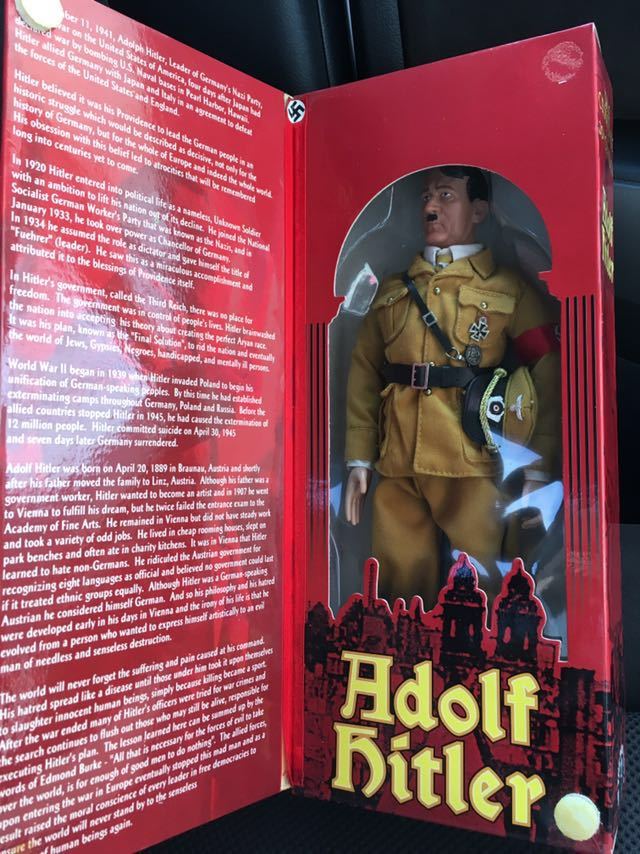 ber 11, 1941, Adolph Hitler, Leader of Germany's Nazi Party,
declared war on the United States of America, four days after Japan had
declared war by bombing U.S. Naval bases in Pearl Harbor, Hawaii.
Hitler allied Germany with Japan and Italy in an agreement to defeat
the forces of the United States and England.
Hitler believed it was his Providence to lead the German people in an
historic struggle which would be described as decisive, not only for the
history of Germany, but for the whole of Europe and indeed the whole world.
His obsession with this belief led to atrocities that will be remembered
long into centuries yet to come.
In 1920 Hitler entered into political life as a nameless, Unknown Soldier
with an ambition to lift his nation out of its decline. He joined the National
Socialist German Worker's Party that was known as the Nazis, and in
January 1933, he took over power as Chancellor of Germany.
In 1934 he assumed the role as dictator and gave himself the title of
"Fuehrer" (leader). He saw this as a miraculous accomplishment and
attributed it to the blessings of Providence itself.
In Hitler's government, called the Third Reich, there was no place for
freedom. The government was in control of people's lives. Hitler brainwashed
the nation into accepting his theory about creating the perfect Aryan race.
It was his plan, known as the "Final Solution", to rid the nation and eventually
the world of Jews, Gypsies, Negroes, handicapped, and mentally ill persons.
World War II began in 1939 when Hitler invaded Poland to begin his
unification of German-speaking peoples. By this time he had established
exterminating camps throughout Germany, Poland and Russia. Before the
allied countries stopped Hitler in 1945, he had caused the extermination of
12 million people. Hitler committed suicide on April 30, 1945
and seven days later Germany surrendered.
Adolf Hitler was born on April 20, 1889 in Braunau, Austria and shortly
after his father moved the family to Linz, Austria. Although his father was a
government worker, Hitler wanted to become an artist and in 1907 he went
to Vienna to fulfill his dream, but he twice failed the entrance exam to the
Academy of Fine Arts. He remained in Vienna but did not have steady work
and took a variety of odd jobs. He lived in cheap rooming houses, slept on
park benches and often ate in charity kitchens. It was in Vienna that Hitler
learned to hate non-Germans. He ridiculed the Austrian government for
recognizing eight languages as official and believed no government could last
if it treated ethnic groups equally. Although Hitler was a German-speaking
Austrian he considered himself German. And so his philosophy and his hatred
were developed early in his days in Vienna and the irony of his life is that he
evolved from a person who wanted to express himself artistically to an evil
man of needless and senseless destruction.
The world will never forget the suffering and pain caused at his command.
His hatred spread like a disease until those under him took it upon themselves
to slaughter innocent human beings, simply because killing became a sport.
After the war ended many of Hitler's officers were tried for war crimes and
the search continues to flush out those who may still be alive, responsible for
executing Hitler's plan. The lesson learned here can be summed up by the
words of Edmond Burke - "All that is necessary for the forces of evil to take
over the world, is for enough of good men to do nothing". The allied forces,
upon entering the war in Europe eventually stopped this mad man and as a
result raised the moral conscience of every leader in free democracies to
ensure the world will never stand by to the senseless
of human beings again.
Adolf
Hitler